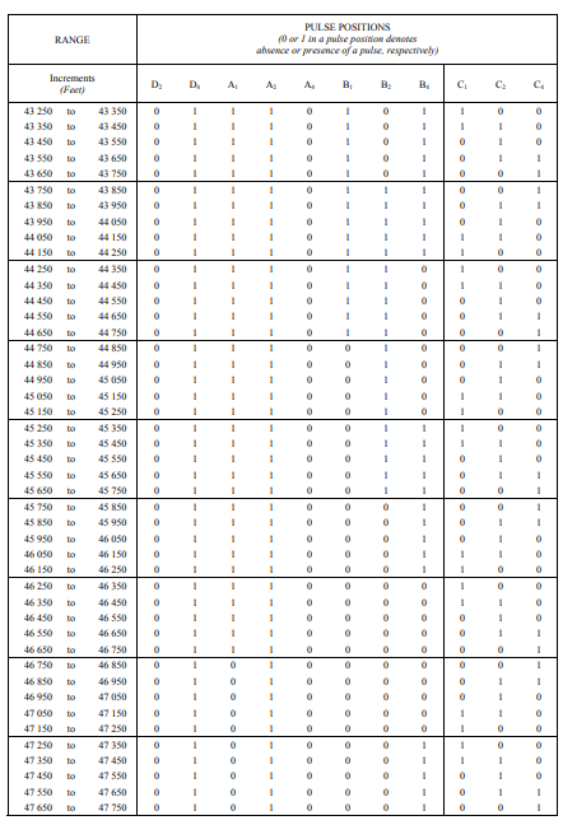 RANGE
PULSE POSITIONS
(0 or 1 in a pulse position denotes
absence or presence of a pulse, respectively)
Increments
(Feet)
D₂ D₄ A₁ A₂ A₄ B₁ B₂ B₄ C₁ C₂ C₄
43 250 to 43 350 0 1 1 1 0 1 0 1 1 0 0
43 350 to 43 450 0 1 1 1 0 1 0 1 1 1 0
43 450 to 43 550 0 1 1 1 0 1 0 1 0 1 0
43 550 to 43 650 0 1 1 1 0 1 0 1 0 1 1
43 650 to 43 750 0 1 1 1 0 1 0 1 0 0 1
43 750 to 43 850 0 1 1 1 0 1 1 1 0 0 1
43 850 to 43 950 0 1 1 1 0 1 1 1 0 1 1
43 950 to 44 050 0 1 1 1 0 1 1 1 0 1 0
44 050 to 44 150 0 1 1 1 0 1 1 1 1 1 0
44 150 to 44 250 0 1 1 1 0 1 1 1 1 0 0
44 250 to 44 350 0 1 1 1 0 1 1 0 1 0 0
44 350 to 44 450 0 1 1 1 0 1 1 0 1 1 0
44 450 to 44 550 0 1 1 1 0 1 1 0 0 1 0
44 550 to 44 650 0 1 1 1 0 1 1 0 0 1 1
44 650 to 44 750 0 1 1 1 0 1 1 0 0 0 1
44 750 to 44 850 0 1 1 1 0 0 1 0 0 0 1
44 850 to 44 950 0 1 1 1 0 0 1 0 0 1 1
44 950 to 45 050 0 1 1 1 0 0 1 0 0 1 0
45 050 to 45 150 0 1 1 1 0 0 1 0 1 1 0
45 150 to 45 250 0 1 1 1 0 0 1 0 1 0 0
45 250 to 45 350 0 1 1 1 0 0 1 1 1 0 0
45 350 to 45 450 0 1 1 1 0 0 1 1 1 1 0
45 450 to 45 550 0 1 1 1 0 0 1 1 0 1 0
45 550 to 45 650 0 1 1 1 0 0 1 1 0 1 1
45 650 to 45 750 0 1 1 1 0 0 1 1 0 0 1
45 750 to 45 850 0 1 1 1 0 0 0 1 0 0 1
45 850 to 45 950 0 1 1 1 0 0 0 1 0 1 1
45 950 to 46 050 0 1 1 1 0 0 0 1 0 1 0
46 050 to 46 150 0 1 1 1 0 0 0 1 1 1 0
46 150 to 46 250 0 1 1 1 0 0 0 1 1 0 0
46 250 to 46 350 0 1 1 1 0 0 0 0 1 0 0
46 350 to 46 450 0 1 1 1 0 0 0 0 1 1 0
46 450 to 46 550 0 1 1 1 0 0 0 0 0 1 0
46 550 to 46 650 0 1 1 1 0 0 0 0 0 1 1
46 650 to 46 750 0 1 1 1 0 0 0 0 0 0 1
46 750 to 46 850 0 1 0 1 0 0 0 0 0 0 1
46 850 to 46 950 0 1 0 1 0 0 0 0 0 1 1
46 950 to 47 050 0 1 0 1 0 0 0 0 0 1 0
47 050 to 47 150 0 1 0 1 0 0 0 0 1 1 0
47 150 to 47 250 0 1 0 1 0 0 0 0 1 0 0
47 250 to 47 350 0 1 0 1 0 0 0 1 1 0 0
47 350 to 47 450 0 1 0 1 0 0 0 1 1 1 0
47 450 to 47 550 0 1 0 1 0 0 0 1 0 1 0
47 550 to 47 650 0 1 0 1 0 0 0 1 0 1 1
47 650 to 47 750 0 1 0 1 0 0 0 1 0 0 1